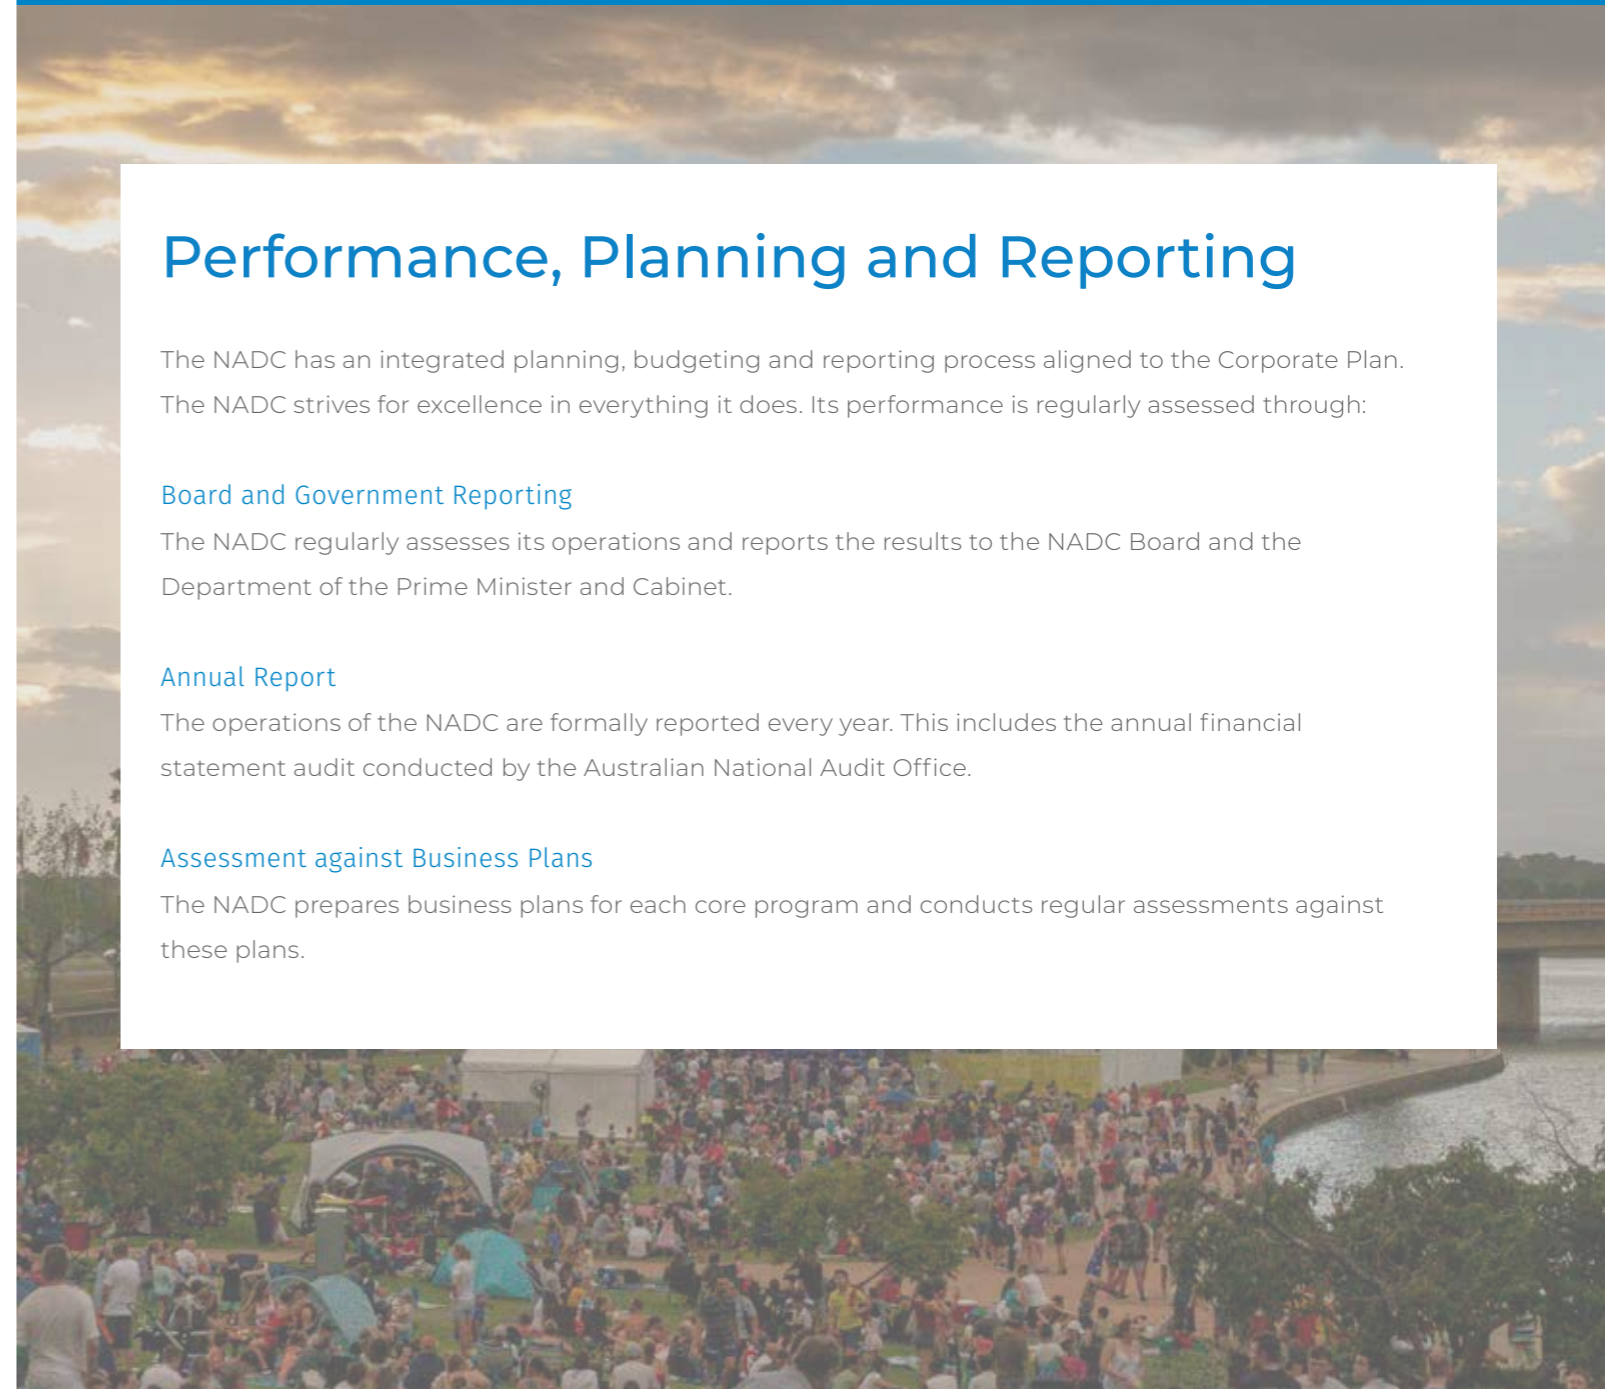 Performance, Planning and Reporting
The NADC has an integrated planning, budgeting and reporting process aligned to the Corporate Plan.
The NADC strives for excellence in everything it does. Its performance is regularly assessed through:
Board and Government Reporting
The NADC regularly assesses its operations and reports the results to the NADC Board and the
Department of the Prime Minister and Cabinet.
Annual Report
The operations of the NADC are formally reported every year. This includes the annual financial
statement audit conducted by the Australian National Audit Office.
Assessment against Business Plans
The NADC prepares business plans for each core program and conducts regular assessments against
these plans.